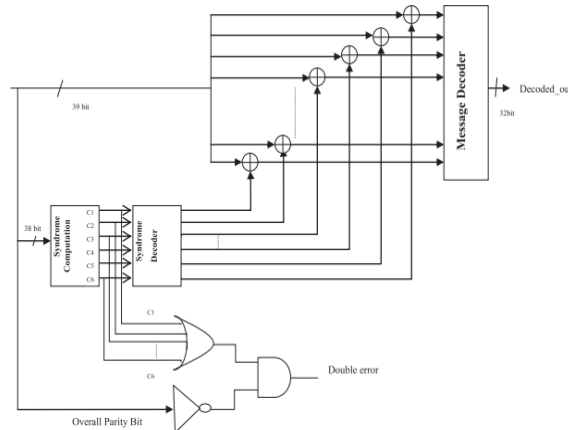 39 bit
Message Decoder
Decoded_ou
32bit
38 bit
Syndrome
Computation
C1
C2
C3
C4
C5
C6
Syndrome
Decoder
C1
C6
Double error
Overall Parity Bit